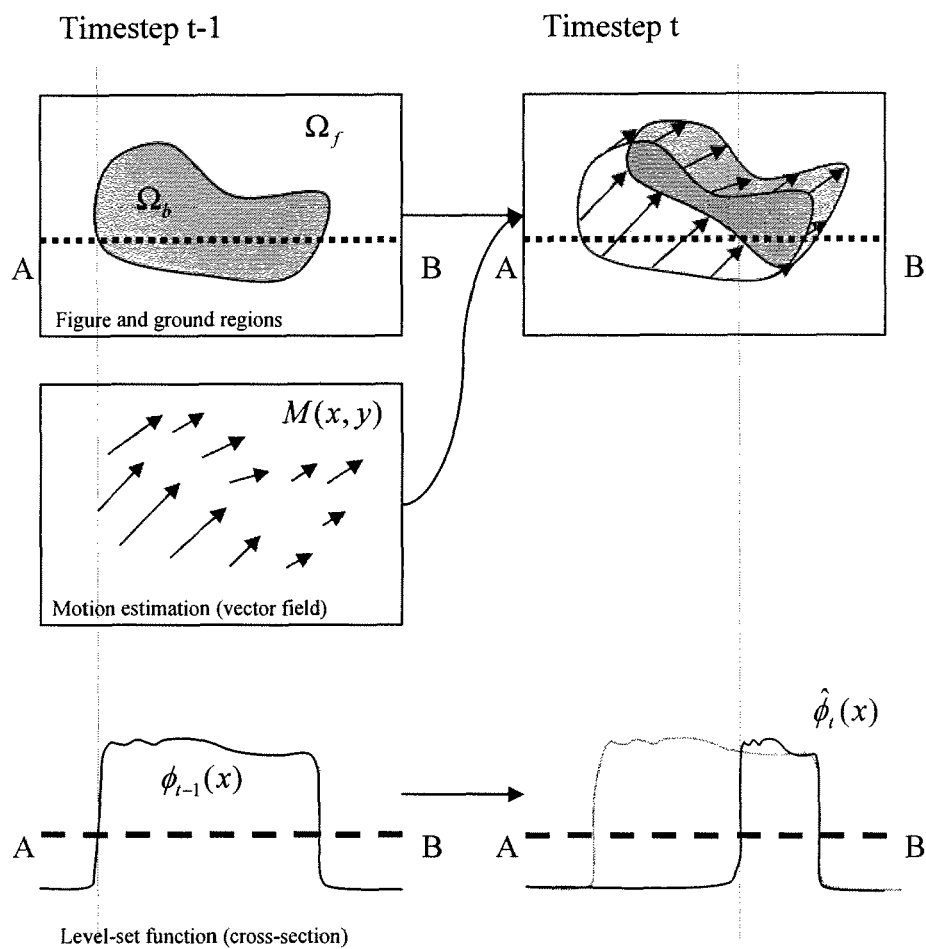 Timestep t-1
Timestep t
Ω_f
Ω_b
A
B
A
B
Figure and ground regions
M(x, y)
Motion estimation (vector field)
ϕ̂_t(x)
ϕ_{t-1}(x)
A
B
A
B
Level-set function (cross-section)